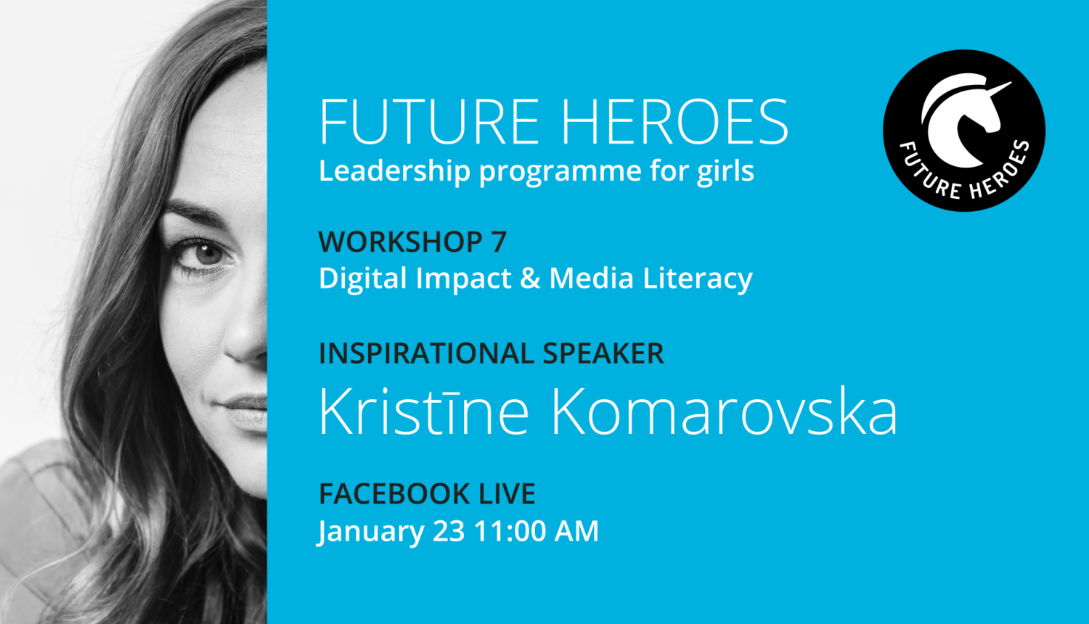 FUTURE HEROES
Leadership programme for girls
FUTURE HEROES
WORKSHOP 7
Digital Impact & Media Literacy
INSPIRATIONAL SPEAKER
Kristīne Komarovska
FACEBOOK LIVE
January 23 11:00 AM